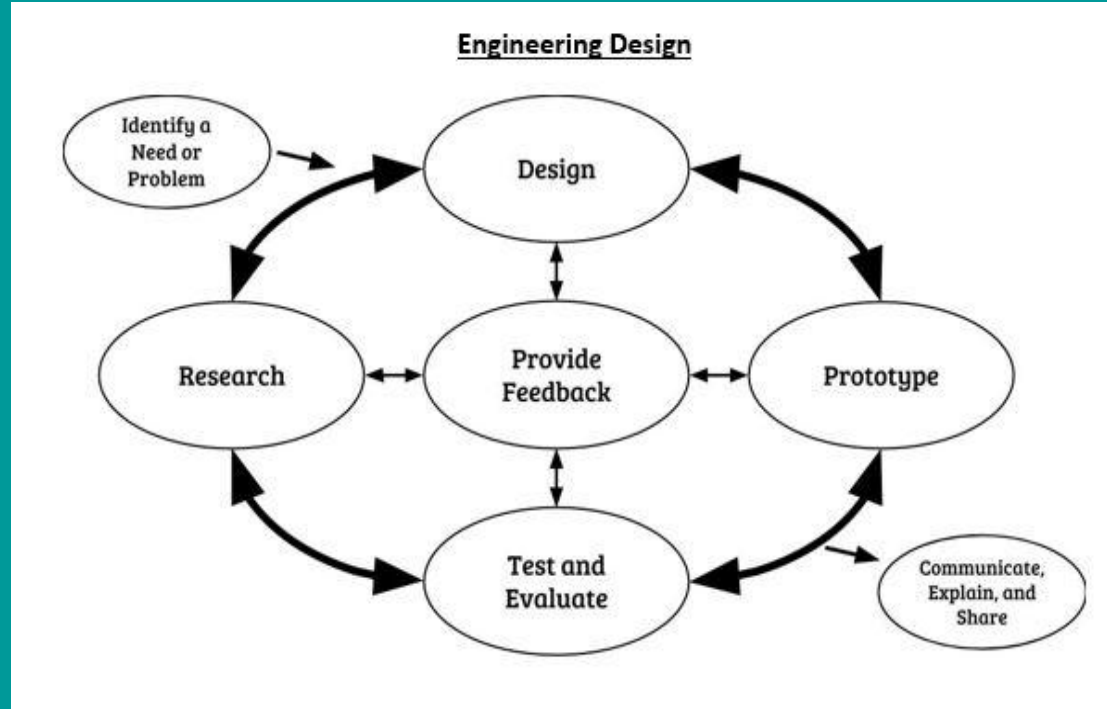 Engineering Design
Identify a
Need or
Problem
Design
Research
Provide
Feedback
Prototype
Test and
Evaluate
Communicate,
Explain, and
Share